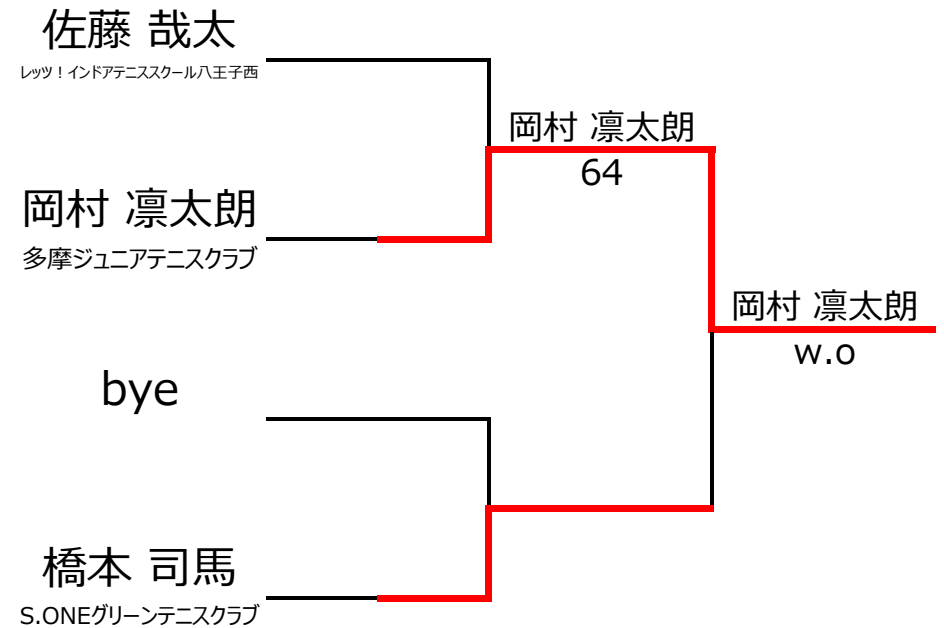 佐藤 哉太
レッツ！インドアテニススクール八王子西
岡村 凛太朗
64
岡村 凛太朗
多摩ジュニアテニスクラブ
岡村 凛太朗
w.o
bye
橋本 司馬
S.ONEグリーンテニスクラブ